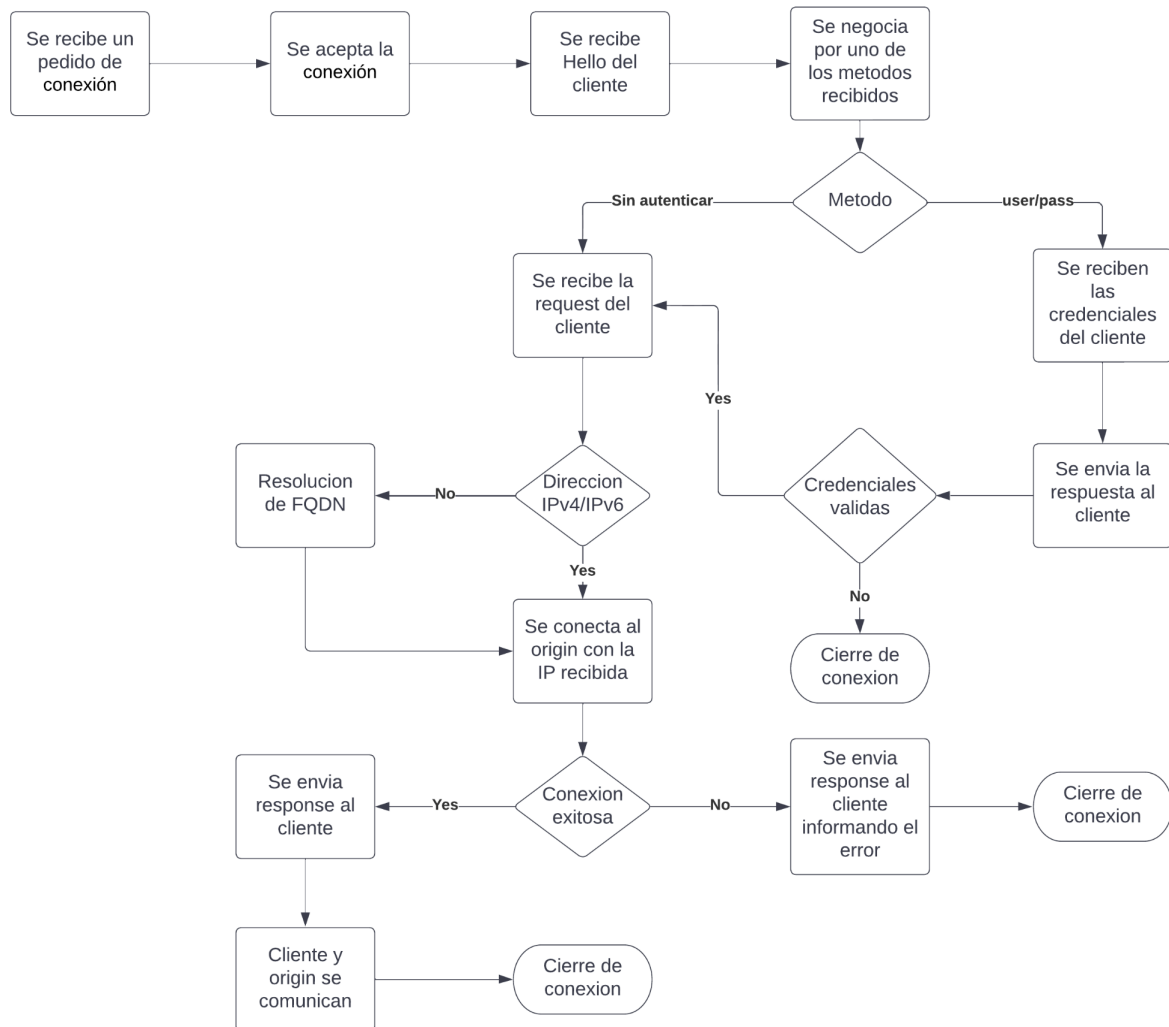 Se recibe un
pedido de
conexión
Se acepta la
conexión
Se recibe
Hello del
cliente
Se negocia
por uno de
los metodos
recibidos
Metodo
Sin autenticar
user/pass
Se recibe la
request del
cliente
Se reciben
las
credenciales
del cliente
Yes
Resolucion
de FQDN
No
Direccion
IPv4/IPv6
Credenciales
validas
Se envia la
respuesta al
cliente
Yes
No
Se conecta al
origin con la
IP recibida
Cierre de
conexion
Se envia
response al
cliente
Yes
Conexion
exitosa
No
Se envia
response al
cliente
informando el
error
Cierre de
conexion
Cliente y
origin se
comunican
Cierre de
conexion